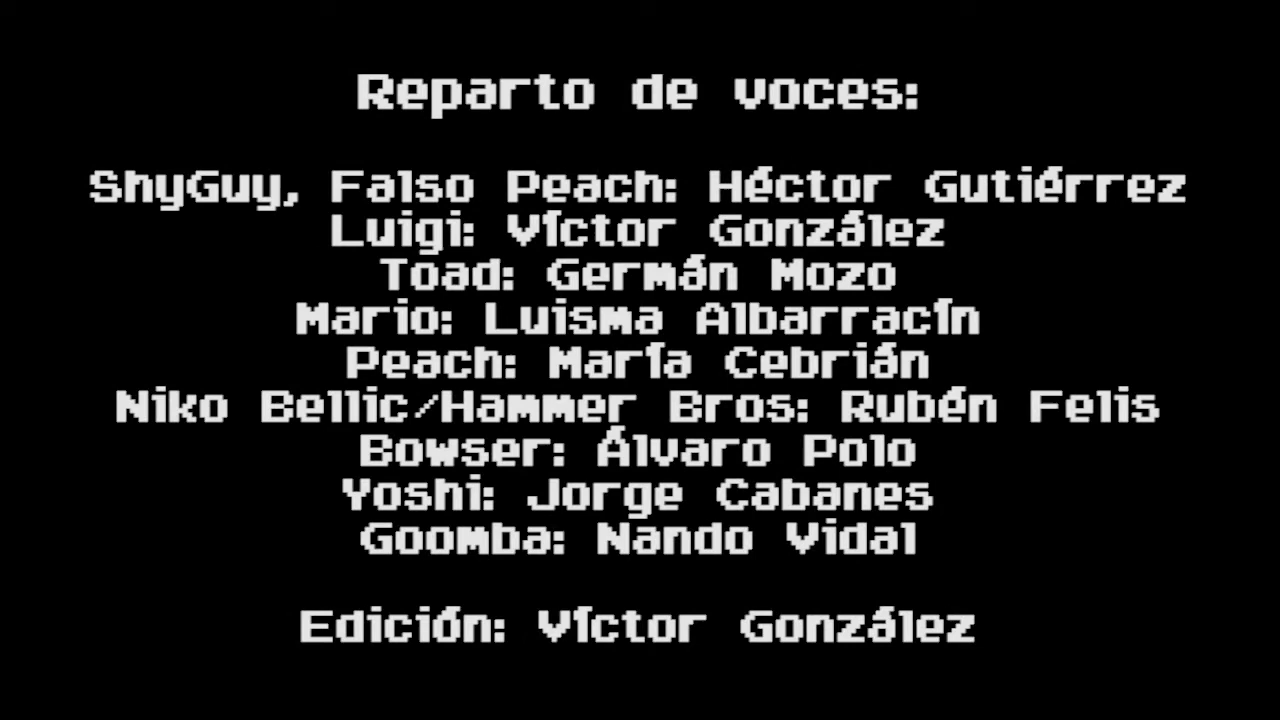 Reparto de voces:
ShyGuy, Falso Peach: Héctor Gutiérrez
Luigi: Víctor González
Toad: Germán Mozo
Mario: Luisma Albarracín
Peach: María Cebrián
Niko Bellic/Hammer Bros: Rubén Felis
Bowser: Álvaro Polo
Yoshi: Jorge Cabanes
Goomba: Nando Vidal
Edición: Víctor González